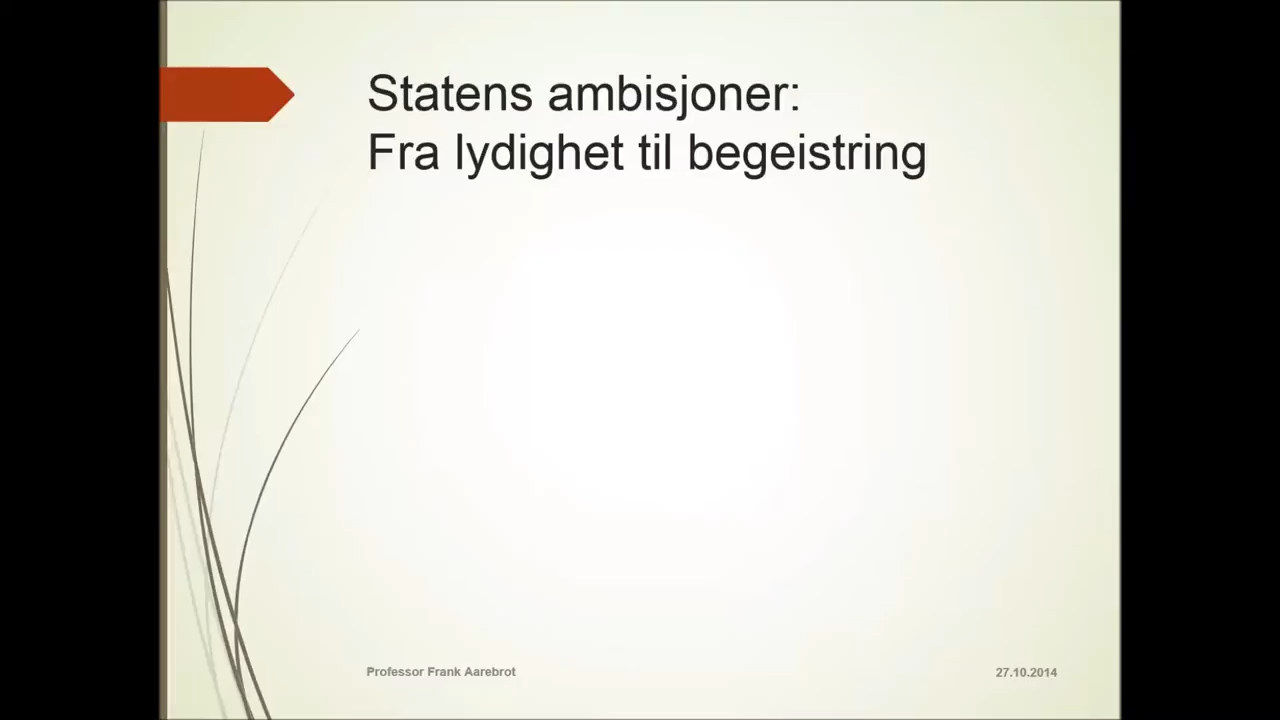 Statens ambisjoner:
Fra lydighet til begeistring
Professor Frank Aarebrot
27.10.2014